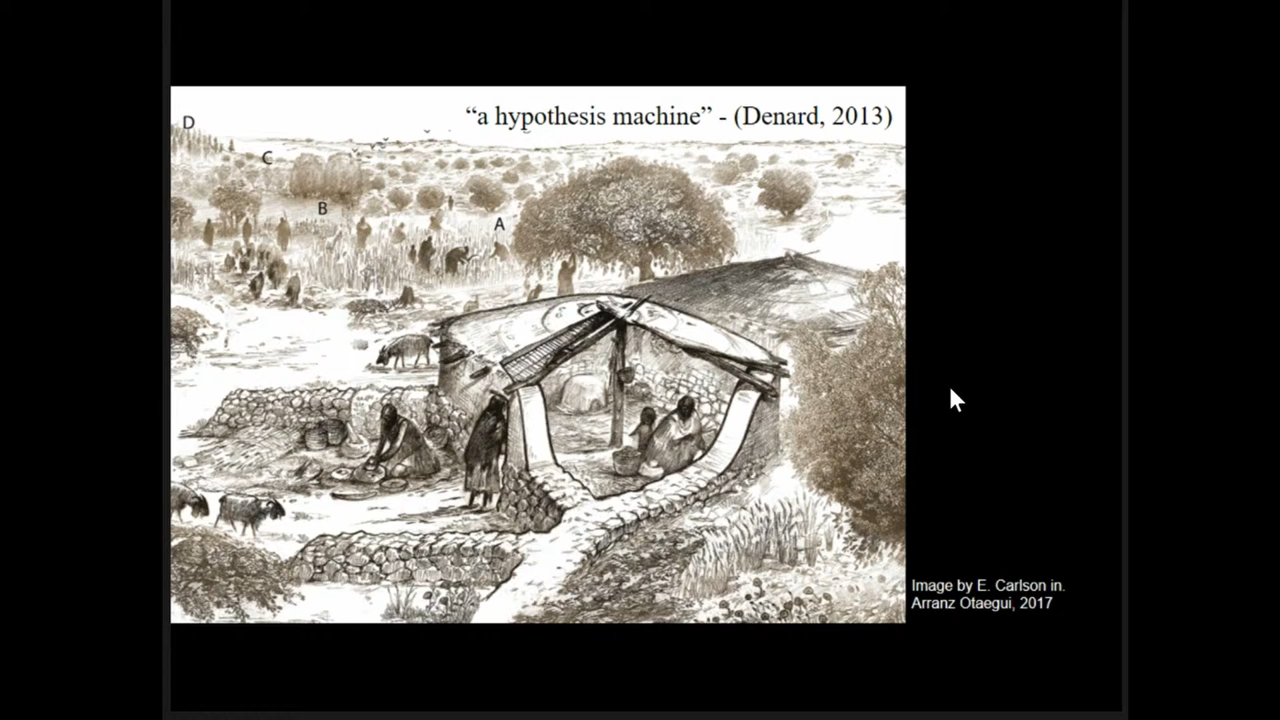 “a hypothesis machine” - (Denard, 2013)
D
C
B
A
Image by E. Carlson in.
Arranz Otaegui, 2017